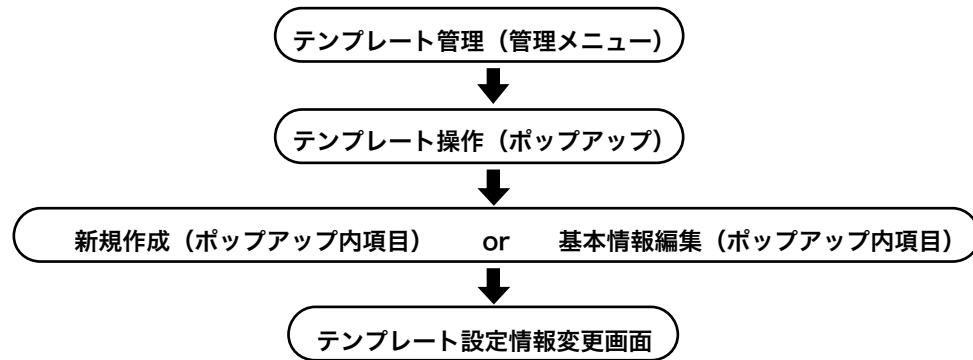 テンプレート管理（管理メニュー）
テンプレート操作（ポップアップ）
新規作成（ポップアップ内項目） or 基本情報編集（ポップアップ内項目）
テンプレート設定情報変更画面